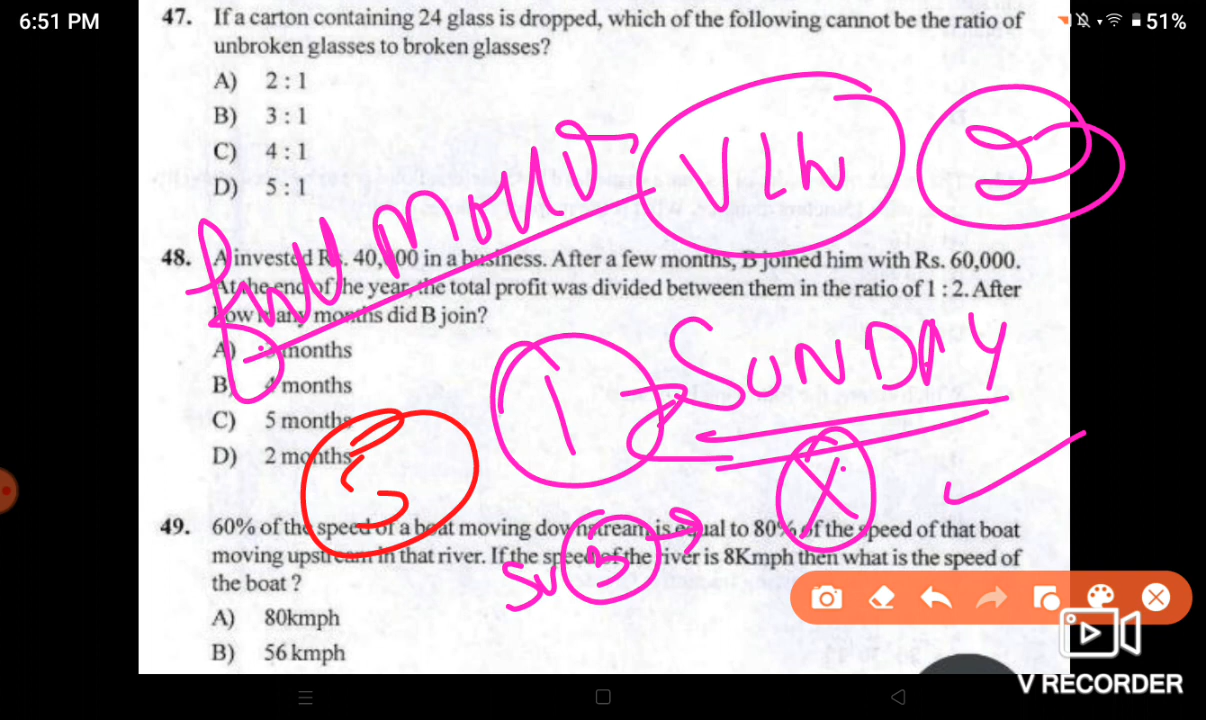 6:51 PM
51%
47. If a carton containing 24 glass is dropped, which of the following cannot be the ratio of
unbroken glasses to broken glasses?
A) 2 : 1
B) 3 : 1
C) 4 : 1
D) 5 : 1
48. A invested Rs. 40,000 in a business. After a few months, B joined him with Rs. 60,000.
At the end of the year, the total profit was divided between them in the ratio of 1 : 2. After
how many months did B join?
A) months
B) 4 months
C) 5 months
D) 2 months
1
SUNDAY
49. 60% of the speed of a boat moving downstream is equal to 80% of the speed of that boat
moving upstream in that river. If the speed of the river is 8Kmph then what is the speed of
the boat ?
A) 80kmph
B) 56 kmph
V RECORDER